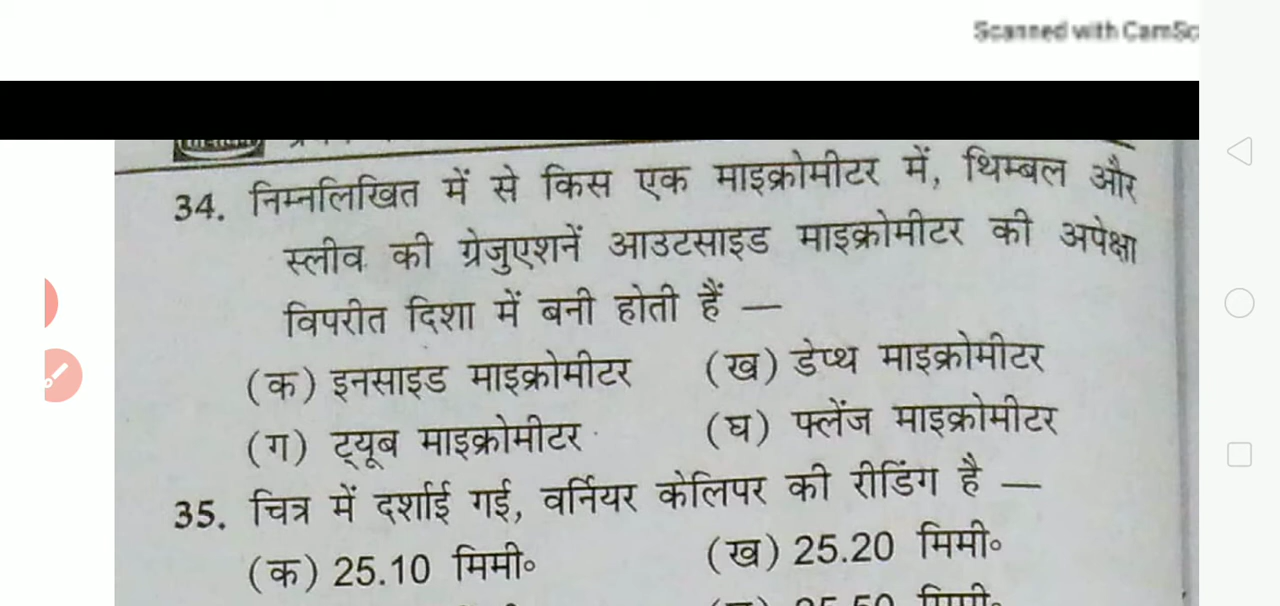 Scanned with CamSc
34. निम्नलिखित में से किस एक माइक्रोमीटर में, थिम्बल और
स्लीव की ग्रेजुएशनें आउटसाइड माइक्रोमीटर की अपेक्षा
विपरीत दिशा में बनी होती हैं —
(क) इनसाइड माइक्रोमीटर (ख) डेप्थ माइक्रोमीटर
(ग) ट्यूब माइक्रोमीटर (घ) फ्लेंज माइक्रोमीटर
35. चित्र में दर्शाई गई, वर्नियर केलिपर की रीडिंग है —
(क) 25.10 मिमी॰ (ख) 25.20 मिमी॰
25.50 मिमी॰